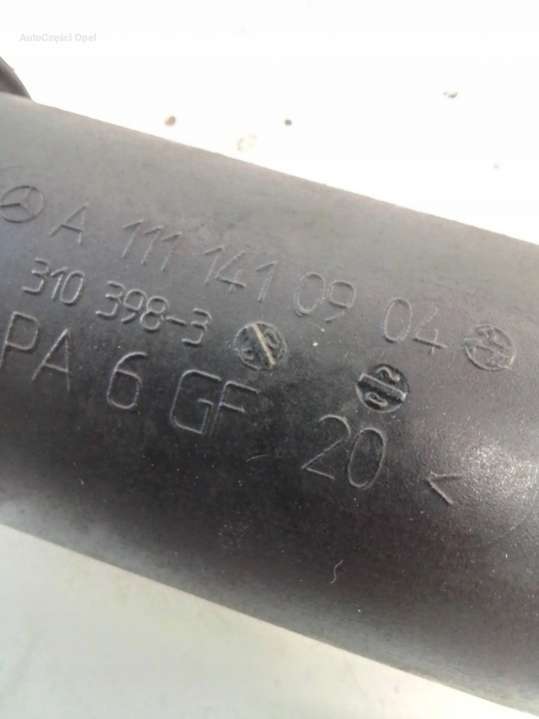 AutoCzęści Opel
A 111 141 09 04
310 398-3
PA 6 GF 20 <